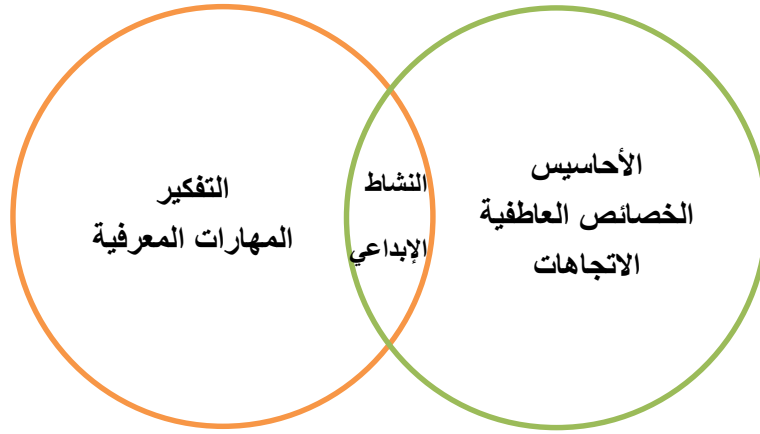 الأحاسيس
الخصائص العاطفية
الاتجاهات
النشاط
الإبداعي
التفكير
المهارات المعرفية